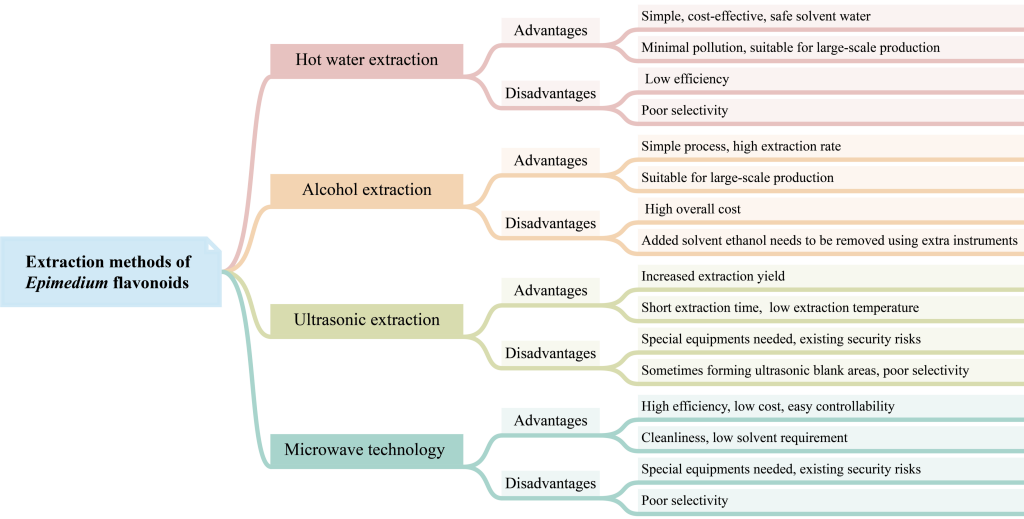 Extraction methods of
Epimedium flavonoids
Hot water extraction
Advantages
Simple, cost-effective, safe solvent water
Minimal pollution, suitable for large-scale production
Disadvantages
Low efficiency
Poor selectivity
Alcohol extraction
Advantages
Simple process, high extraction rate
Suitable for large-scale production
Disadvantages
High overall cost
Added solvent ethanol needs to be removed using extra instruments
Ultrasonic extraction
Advantages
Increased extraction yield
Short extraction time, low extraction temperature
Disadvantages
Special equipments needed, existing security risks
Sometimes forming ultrasonic blank areas, poor selectivity
Microwave technology
Advantages
High efficiency, low cost, easy controllability
Cleanliness, low solvent requirement
Disadvantages
Special equipments needed, existing security risks
Poor selectivity